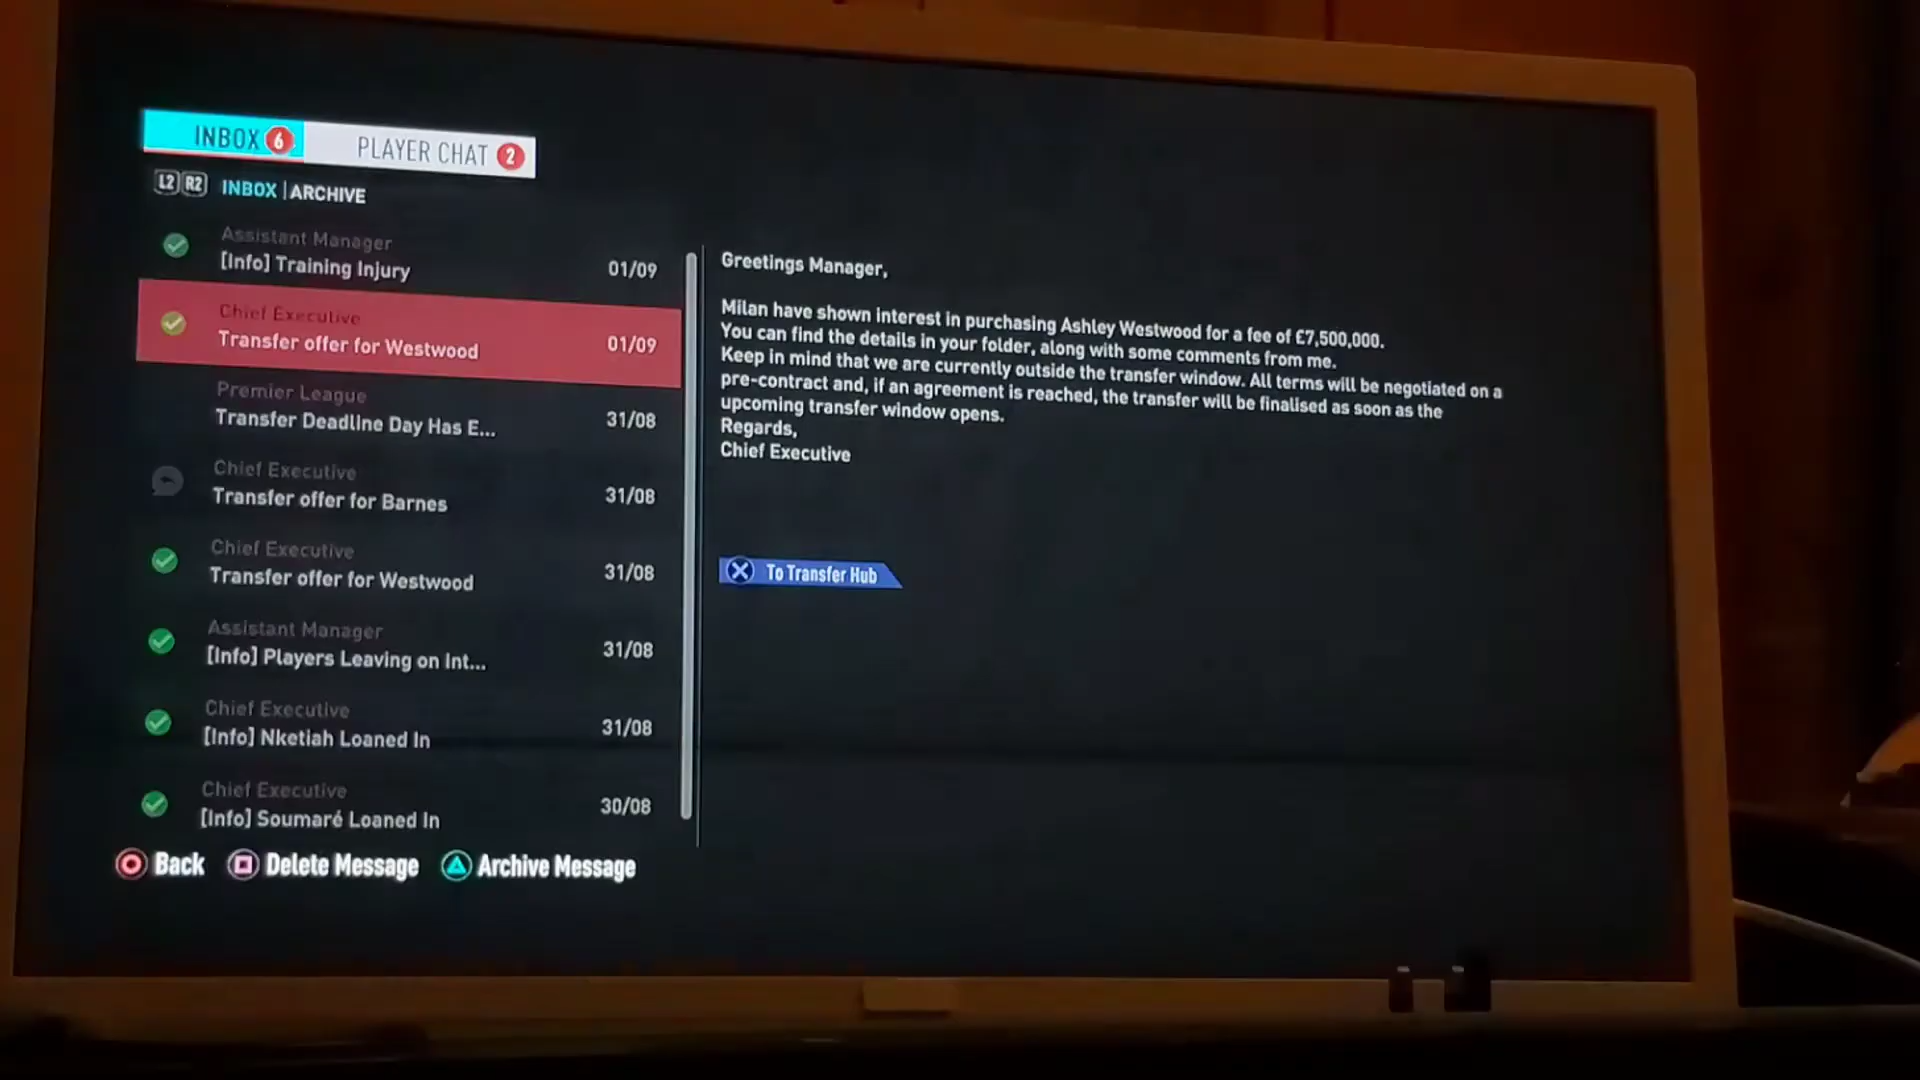 INBOX 6
PLAYER CHAT 2
L2 R2 INBOX | ARCHIVE
Assistant Manager
[Info] Training Injury 01/09
Chief Executive
Transfer offer for Westwood 01/09
Premier League
Transfer Deadline Day Has E... 31/08
Chief Executive
Transfer offer for Barnes 31/08
Chief Executive
Transfer offer for Westwood 31/08
Assistant Manager
[Info] Players Leaving on Int... 31/08
Chief Executive
[Info] Nketiah Loaned In 31/08
Chief Executive
[Info] Soumaré Loaned In 30/08
Greetings Manager,
Milan have shown interest in purchasing Ashley Westwood for a fee of £7,500,000.
You can find the details in your folder, along with some comments from me.
Keep in mind that we are currently outside the transfer window. All terms will be negotiated on a
pre-contract and, if an agreement is reached, the transfer will be finalised as soon as the
upcoming transfer window opens.
Regards,
Chief Executive
To Transfer Hub
Back Delete Message Archive Message